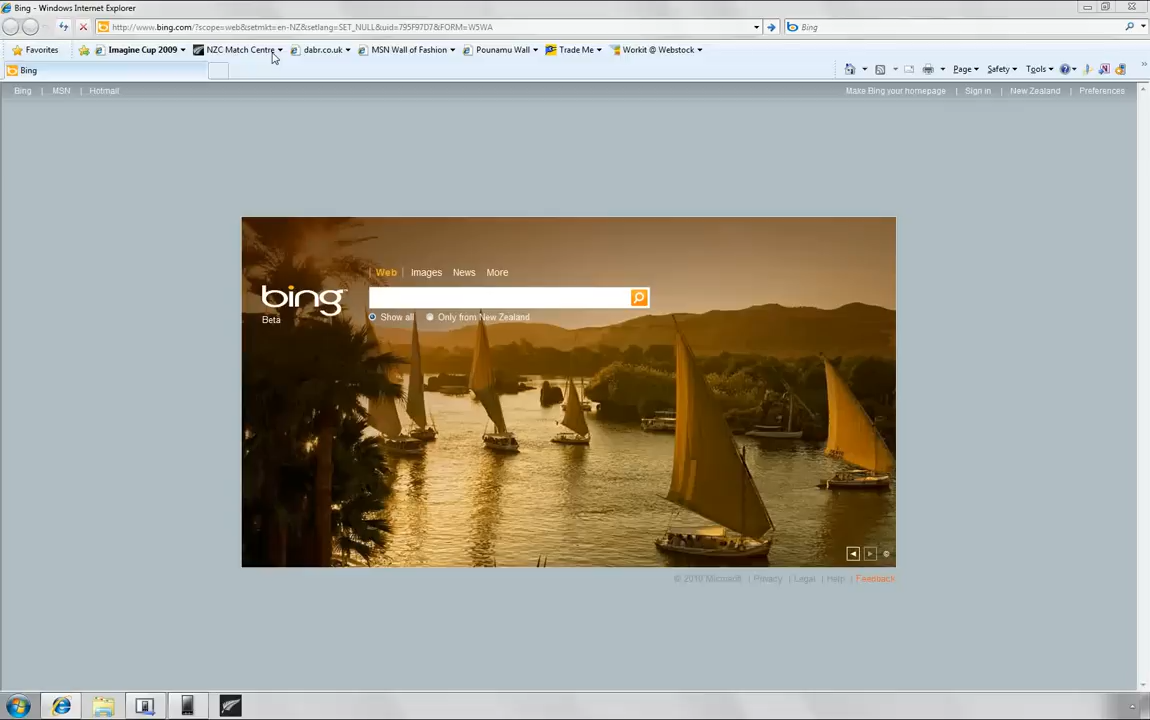 Bing - Windows Internet Explorer
http://www.bing.com/?scope=web&setmkt=en-NZ&setlang=SET_NULL&uid=795F97D7&FORM=W5WA
Bing
Favorites
Imagine Cup 2009
NZC Match Centre
dabr.co.uk
MSN Wall of Fashion
Pounamu Wall
Trade Me
Workit @ Webstock
Bing
Page
Safety
Tools
Bing | MSN | Hotmail
Make Bing your homepage | Sign in | New Zealand | Preferences
Web | Images News More
bing
Beta
Show all Only from New Zealand
© 2010 Microsoft | Privacy | Legal | Help | Feedback